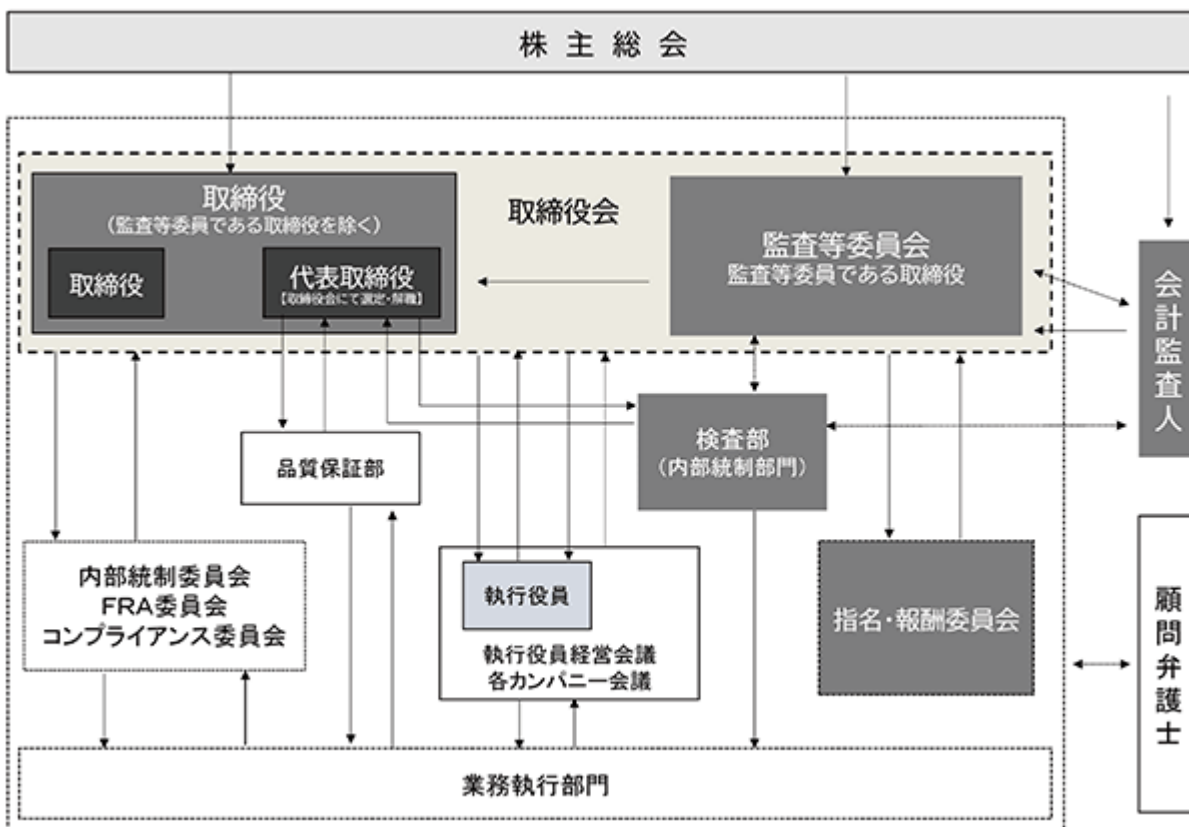 株主総会
取締役
(監査等委員である取締役を除く)
取締役
代表取締役
【取締役会にて選定・解職】
取締役会
監査等委員会
監査等委員である取締役
会計監査人
品質保証部
検査部
(内部統制部門)
内部統制委員会
FRA委員会
コンプライアンス委員会
執行役員
執行役員経営会議
各カンパニー会議
指名・報酬委員会
顧問弁護士
業務執行部門